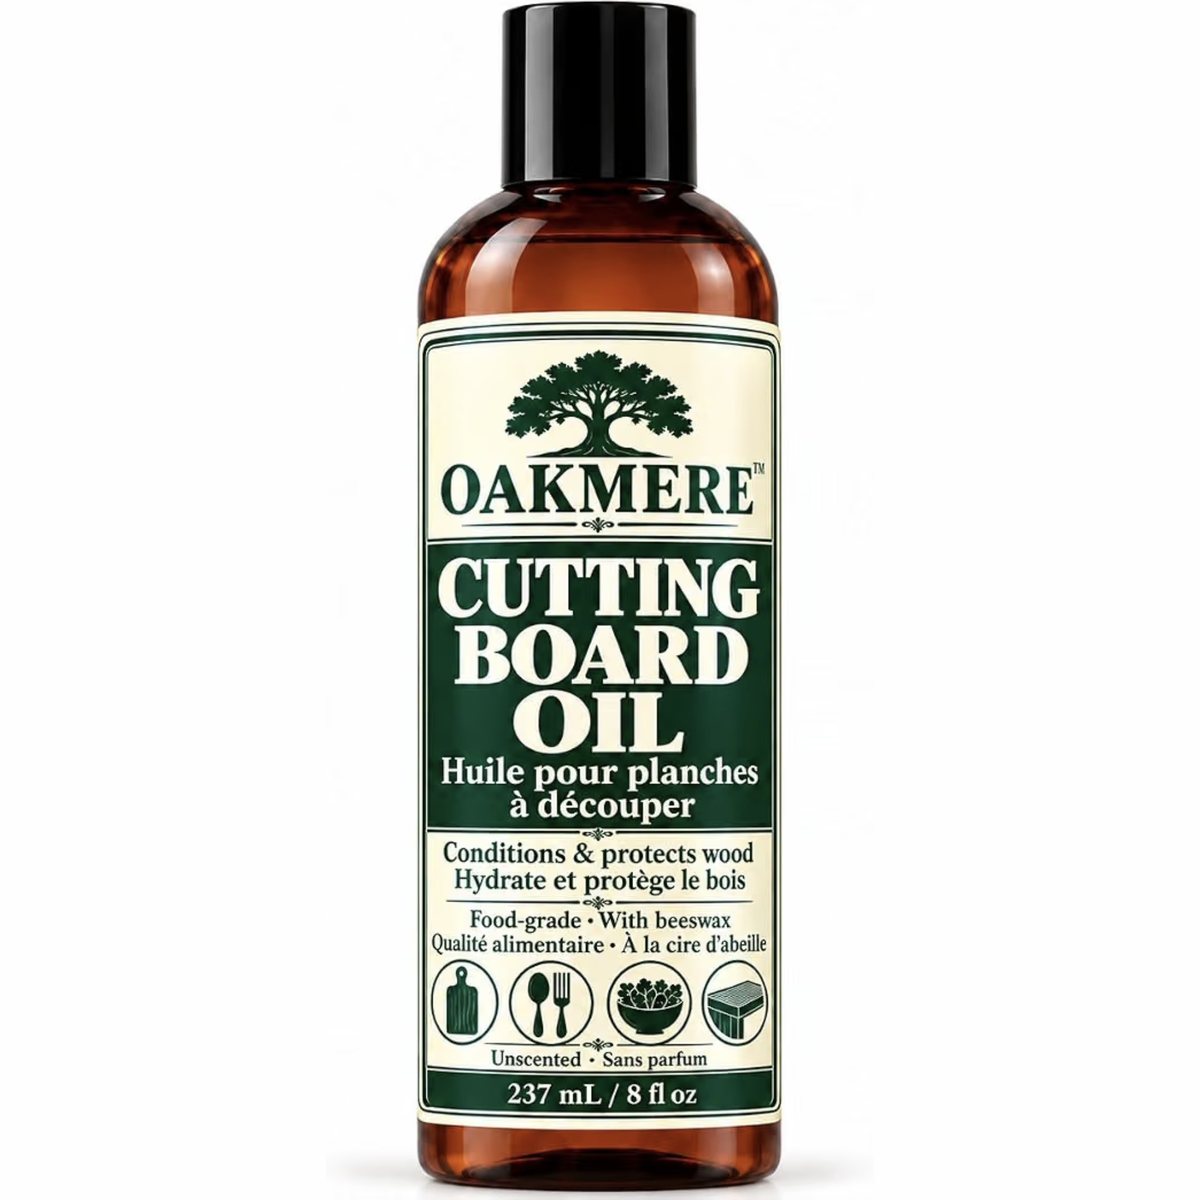 OAKMERE™
CUTTING
BOARD
OIL
Huile pour planches
à découper
Conditions & protects wood
Hydrate et protège le bois
Food-grade · With beeswax
Qualité alimentaire · À la cire d'abeille
Unscented · Sans parfum
237 mL / 8 fl oz